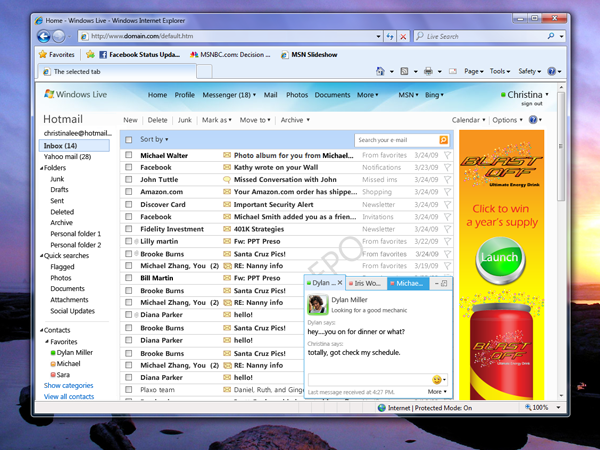 Home - Windows Live - Windows Internet Explorer
http://www.domain.com/default.htm
Live Search
Favorites Facebook Status Upda... MSNBC.com: Decision ... MSN Slideshow
The selected tab
Page Tools Safety
Windows Live Home Profile Messenger (18) Mail Photos Documents More MSN Bing Christina
sign out
Hotmail New Delete Junk Mark as Move to Archive Calendar Options
christinalee@hotmail...
Inbox (14)
Yahoo mail (28)
Folders
Junk
Drafts
Sent
Deleted
Archive
Personal folder 1
Personal folder 2
Quick searches
Flagged
Photos
Documents
Attachments
Social Updates
Contacts
Favorites
Dylan Miller
Michael
Sara
Show categories
View all contacts
Sort by Search your e-mail
Michael Walter Photo album for you from Michael... From favorites 3/24/09
Facebook Kathy wrote on your Wall Notifications 3/24/09
John Tuttle Missed Conversation with John Missed ims 3/24/09
Amazon.com Your Amazon.com order has shippe... Shopping 3/24/09
Discover Card Important Security Alert Newsletter 3/24/09
Facebook Michael Smith added you as a frien... Invitations 3/24/09
Fidelity Investment 401K Strategies Newsletter 3/24/09
Lilly martin Fw: PPT Preso From favorites 3/22/09
Brooke Burns Santa Cruz Pics! From favorites 3/24/09
Michael Zhang, You (2) RE: Nanny info From favorites 3/19/09
Bill Martin Fw: PPT Preso
Michael Zhang, You (2) RE: Nanny info
Brooke Burns Santa Cruz Pics!
Michael Zhang, You (2) RE: Nanny info
Diana Parker hello!
Brooke Burns Santa Cruz Pics!
Diana Parker hello!
Brooke Burns Santa Cruz Pics!
Michael Zhang, You (2) RE: Nanny info
Diana Parker hello!
Plaxo team Daniel, Ruth, and Ging
Diana Parker hello!
FPO
Dylan ... Iris Wo... Michae...
Dylan Miller
Looking for a good mechanic
Dylan says:
hey....you on for dinner or what?
Christina says:
totally, got check my schedule.
Last message received at 4:27 PM. More
BLAST OFF
Ultimate Energy Drink
Click to win
a year's supply
Launch
BLAST OFF
Internet | Protected Mode: On 100%